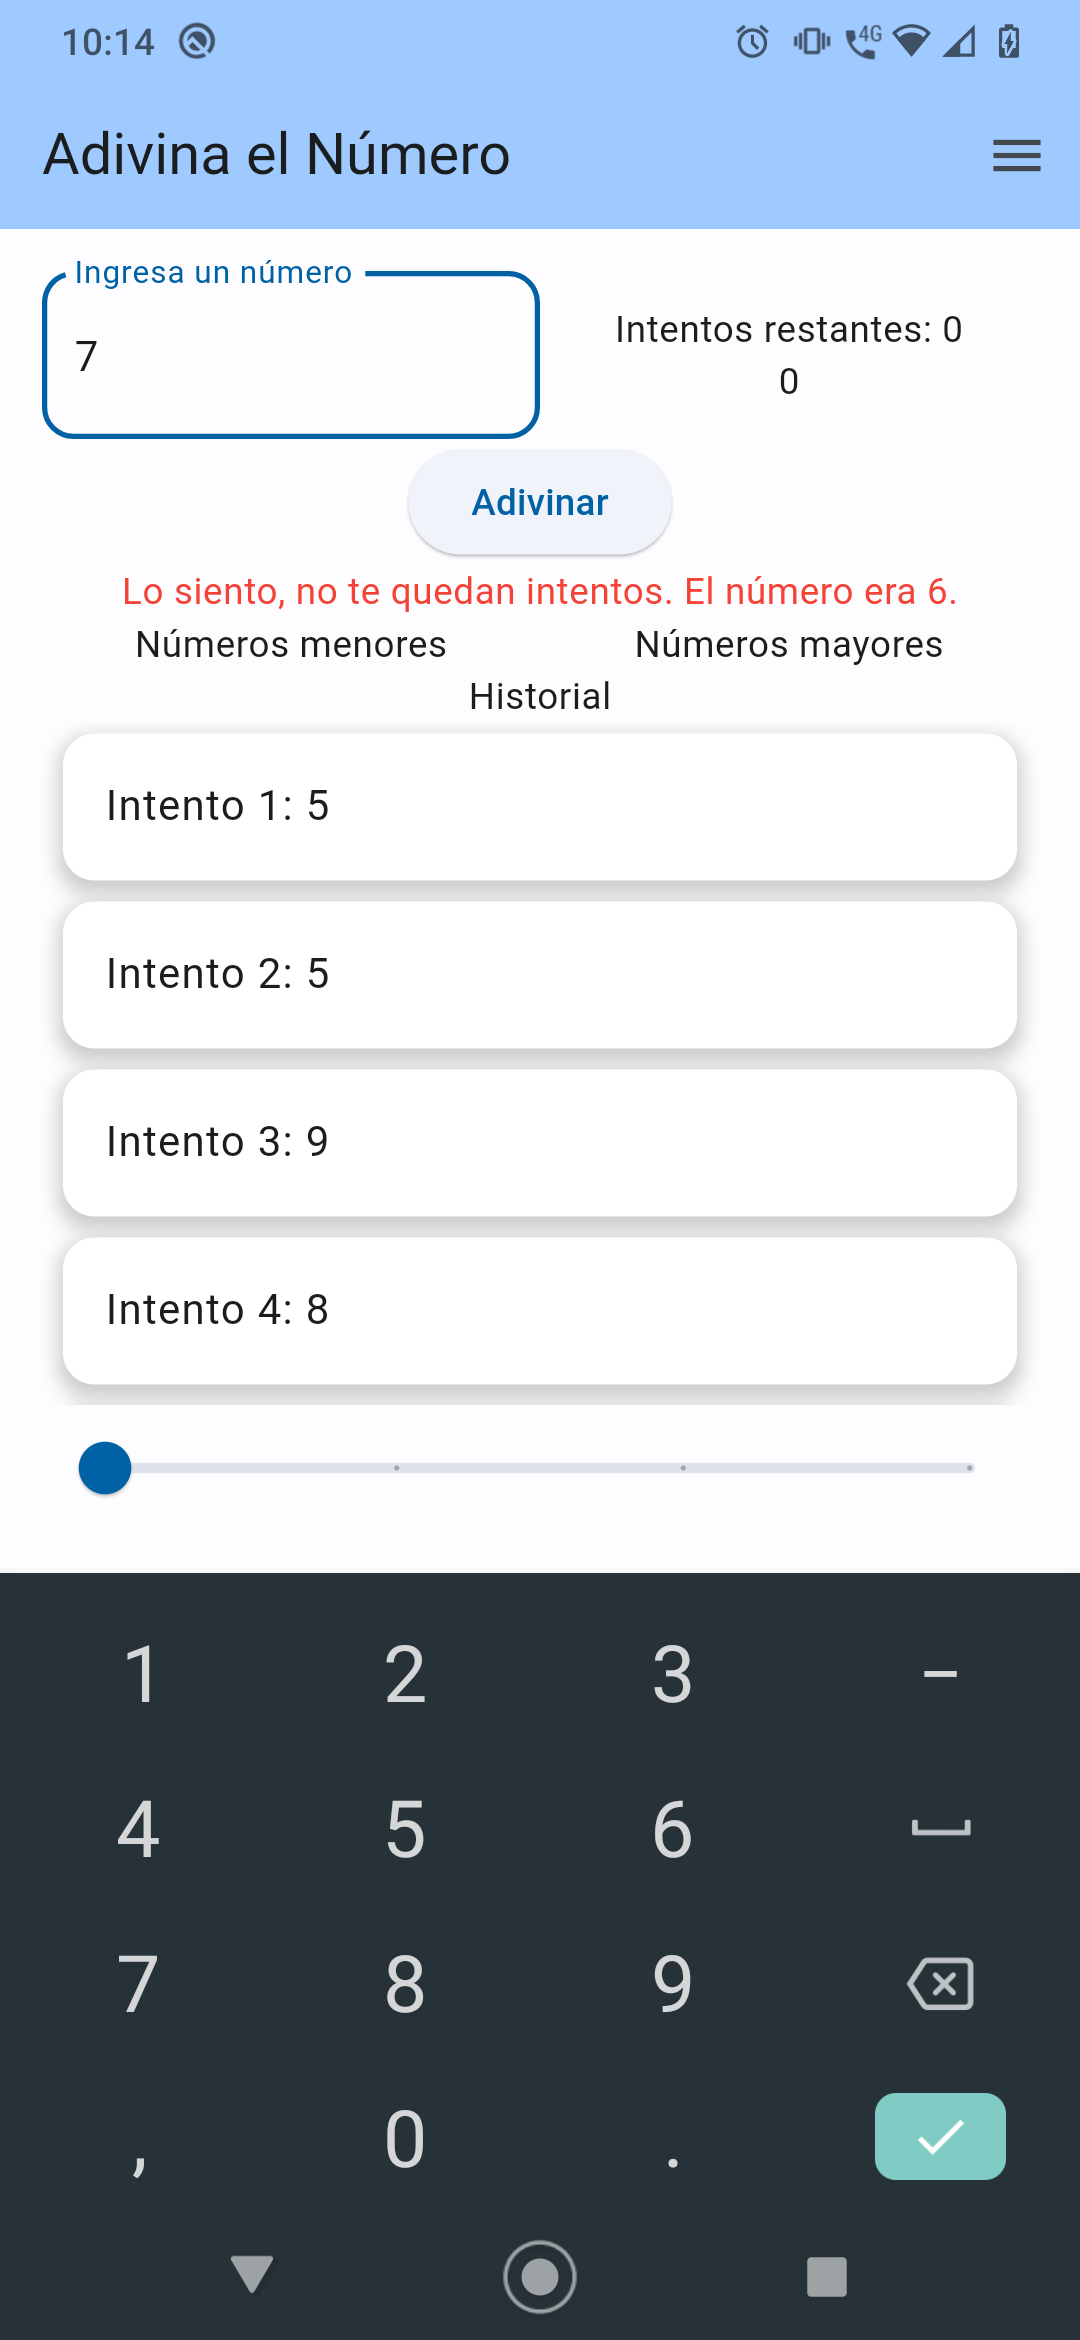 10:14
4G
Adivina el Número
Ingresa un número
7
Intentos restantes: 0
0
Adivinar
Lo siento, no te quedan intentos. El número era 6.
Números menores
Números mayores
Historial
Intento 1: 5
Intento 2: 5
Intento 3: 9
Intento 4: 8
1 2 3 –
4 5 6
7 8 9
, 0 .